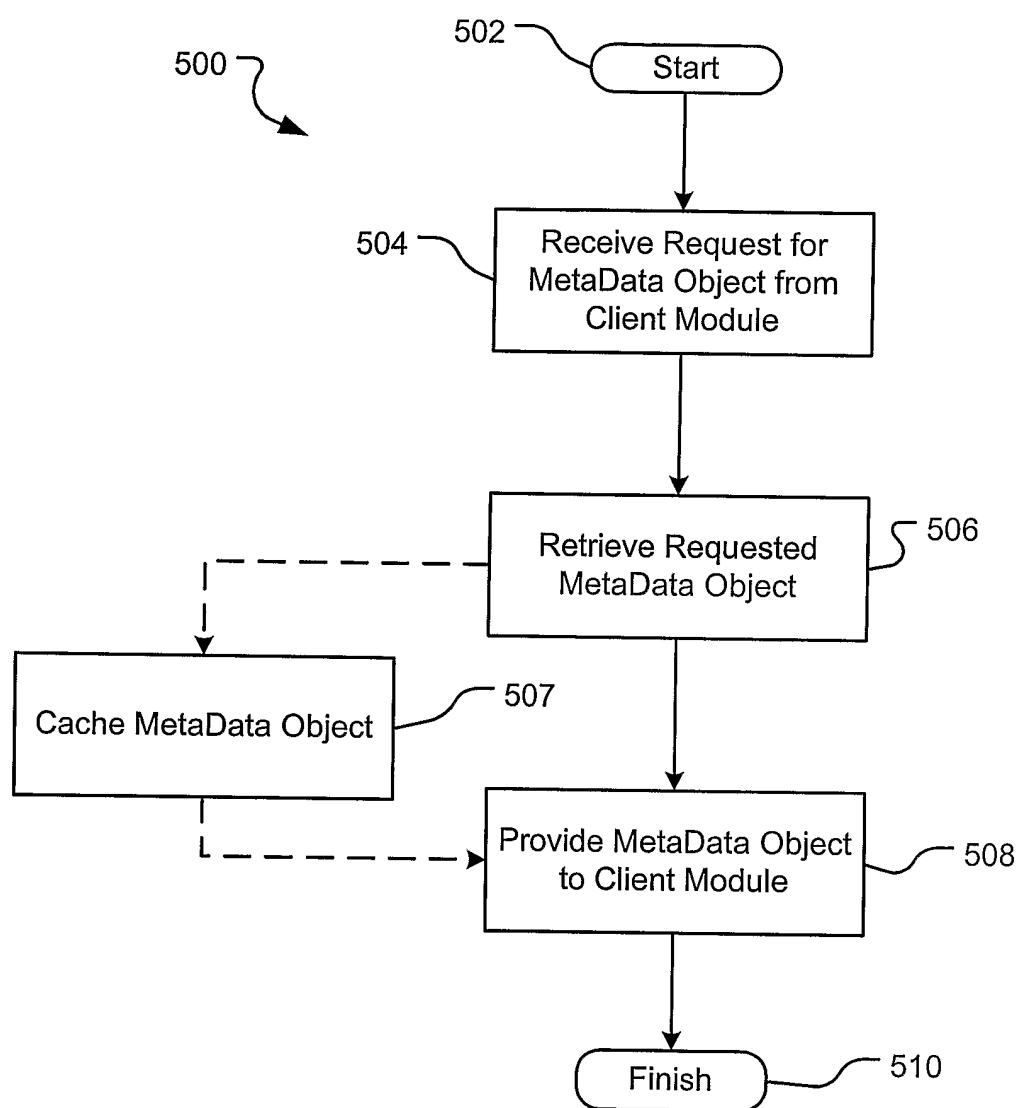 502
Start
500
504
Receive Request for
MetaData Object from
Client Module
506
Retrieve Requested
MetaData Object
507
Cache MetaData Object
508
Provide MetaData Object
to Client Module
510
Finish